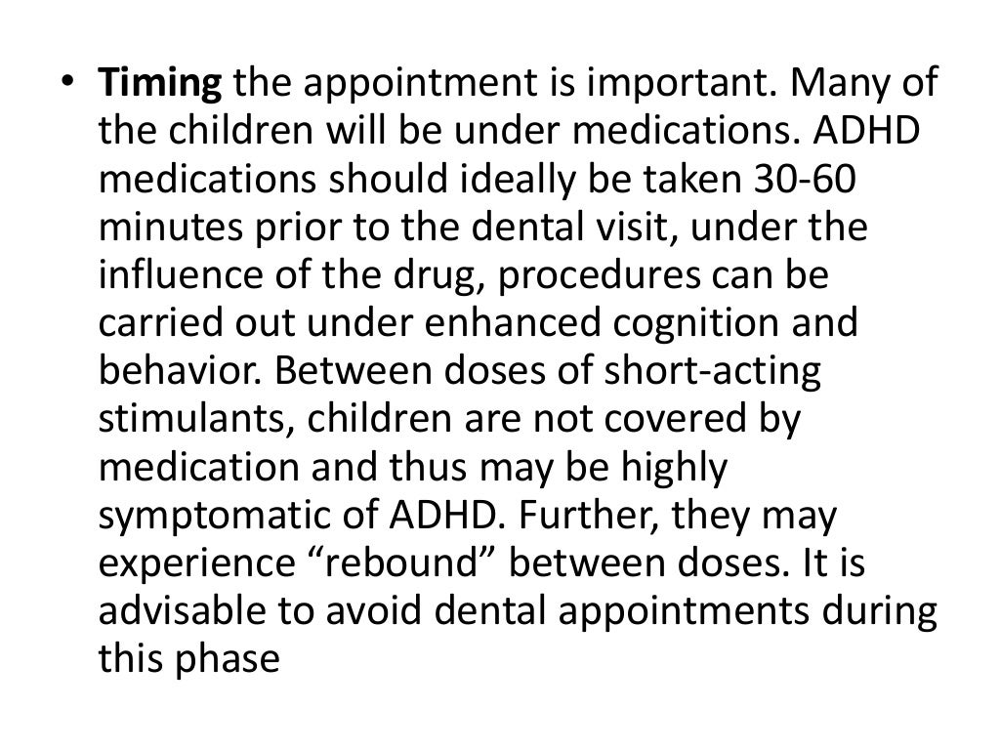 • Timing the appointment is important. Many of
the children will be under medications. ADHD
medications should ideally be taken 30-60
minutes prior to the dental visit, under the
influence of the drug, procedures can be
carried out under enhanced cognition and
behavior. Between doses of short-acting
stimulants, children are not covered by
medication and thus may be highly
symptomatic of ADHD. Further, they may
experience “rebound” between doses. It is
advisable to avoid dental appointments during
this phase